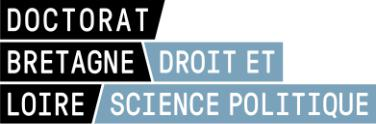 DOCTORAT
BRETAGNE DROIT ET
LOIRE SCIENCE POLITIQUE